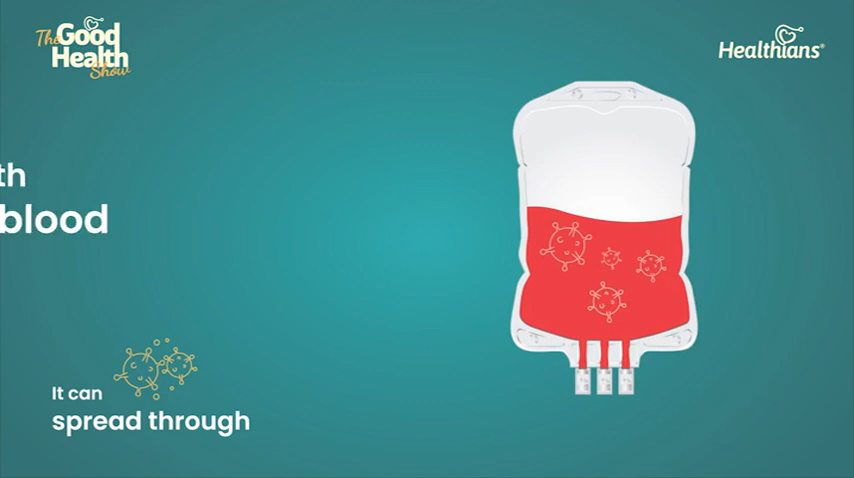 The Good
Health
Show
Healthians®
th
blood
It can
spread through